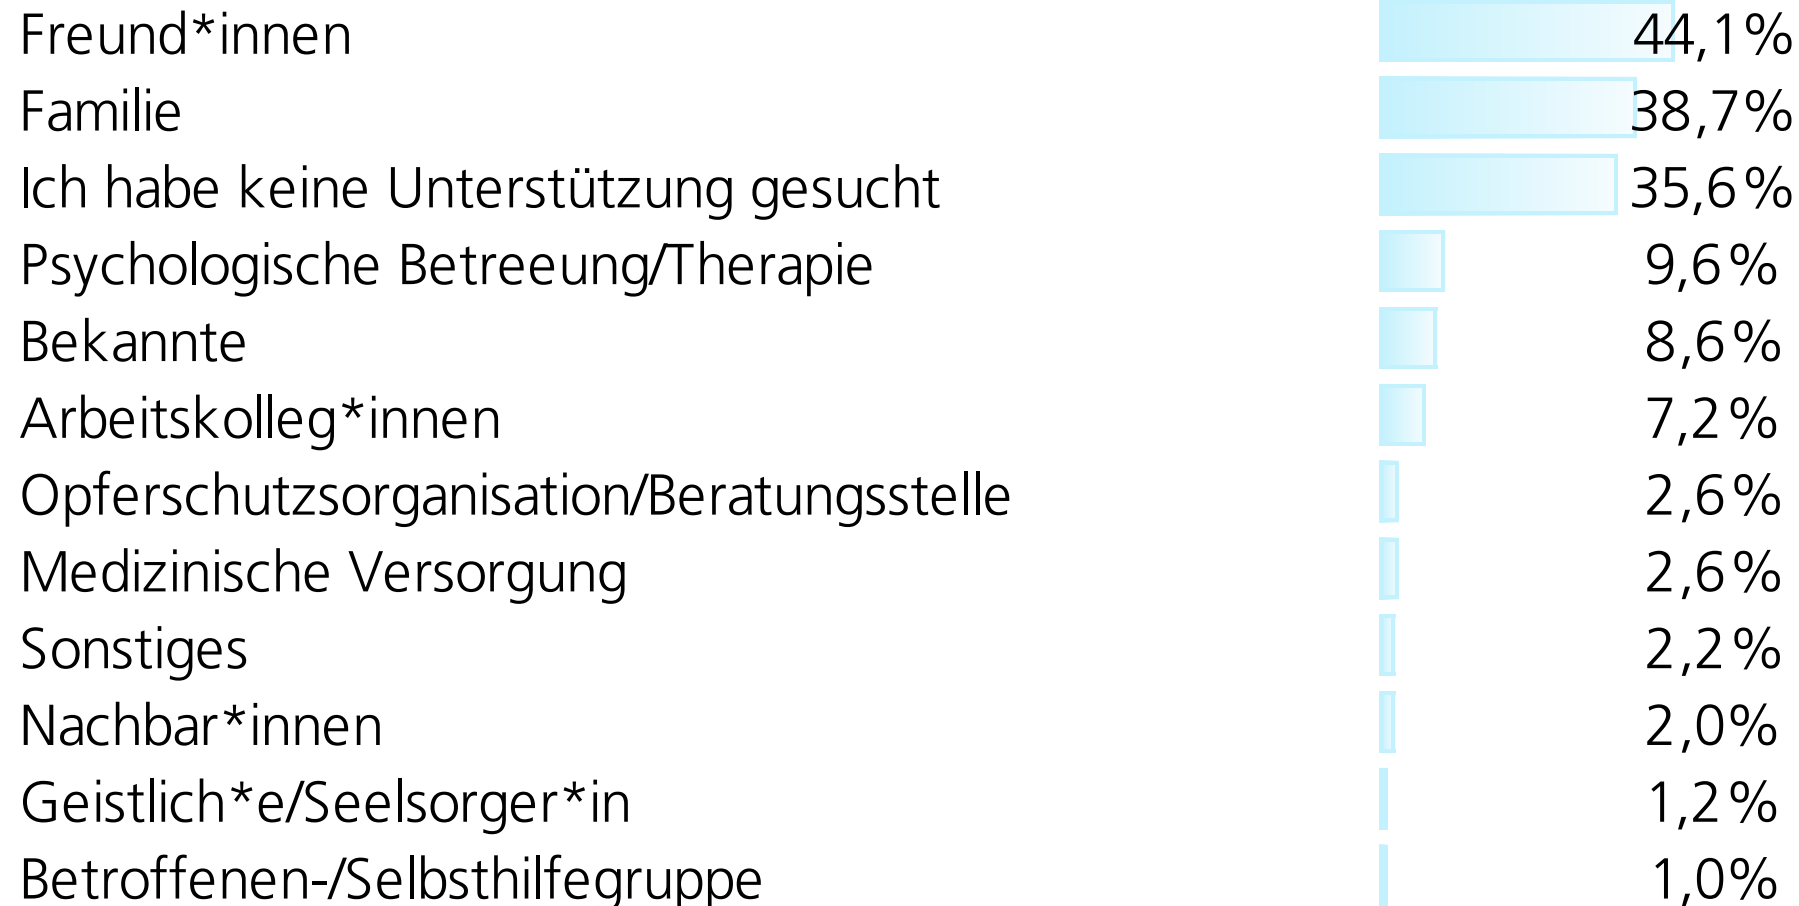 Freund*innen 44,1%
Familie 38,7%
Ich habe keine Unterstützung gesucht 35,6%
Psychologische Betreeung/Therapie 9,6%
Bekannte 8,6%
Arbeitskolleg*innen 7,2%
Opferschutzsorganisation/Beratungsstelle 2,6%
Medizinische Versorgung 2,6%
Sonstiges 2,2%
Nachbar*innen 2,0%
Geistlich*e/Seelsorger*in 1,2%
Betroffenen-/Selbsthilfegruppe 1,0%